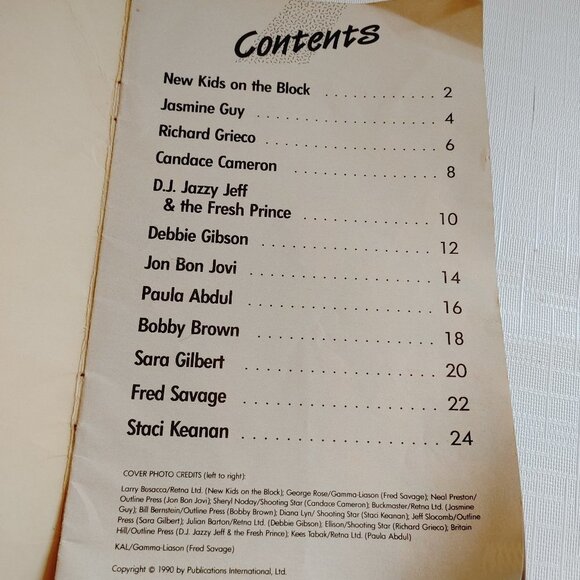 Contents
New Kids on the Block . . . . . . . . . . . . . 2
Jasmine Guy . . . . . . . . . . . . . . . . . . . . 4
Richard Grieco . . . . . . . . . . . . . . . . . . . 6
Candace Cameron . . . . . . . . . . . . . . . . . 8
D.J. Jazzy Jeff
& the Fresh Prince . . . . . . . . . . . . . . . 10
Debbie Gibson . . . . . . . . . . . . . . . . . . 12
Jon Bon Jovi . . . . . . . . . . . . . . . . . . . 14
Paula Abdul . . . . . . . . . . . . . . . . . . . 16
Bobby Brown . . . . . . . . . . . . . . . . . . 18
Sara Gilbert . . . . . . . . . . . . . . . . . . . 20
Fred Savage . . . . . . . . . . . . . . . . . . . 22
Staci Keanan . . . . . . . . . . . . . . . . . . . 24
COVER PHOTO CREDITS (left to right):
Larry Bosacca/Retna Ltd. (New Kids on the Block); George Rose/Gamma-Liason (Fred Savage); Neal Preston/
Outline Press (Jon Bon Jovi); Sheryl Noday/Shooting Star (Candace Cameron); Buckmaster/Retna Ltd. (Jasmine
Guy); Bill Bernstein/Outline Press (Bobby Brown); Diana Lyn/ Shooting Star (Staci Keanan); Jeff Slocomb/Outline
Press (Sara Gilbert); Julian Barton/Retna Ltd. (Debbie Gibson); Ellison/Shooting Star (Richard Grieco); Britain
Hill/Outline Press (D.J. Jazzy Jeff & the Fresh Prince); Kees Tabak/Retna Ltd. (Paula Abdul)
KAL/Gamma-Liason (Fred Savage)
Copyright © 1990 by Publications International, Ltd.